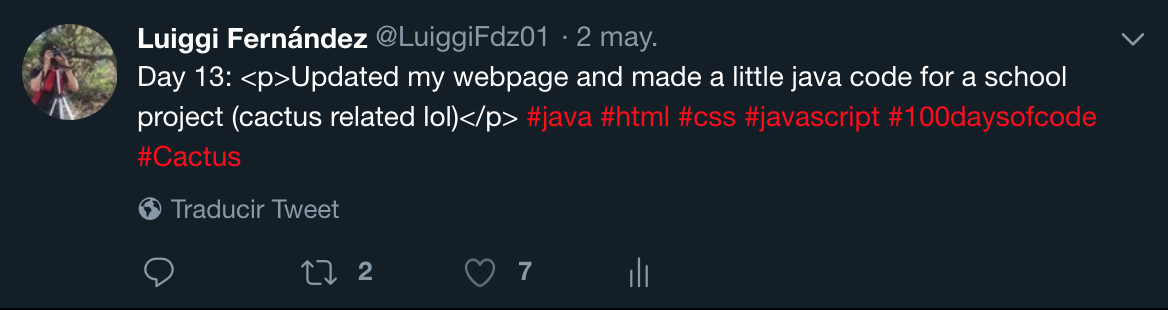 Luiggi Fernández @LuiggiFdz01 · 2 may.
Day 13: <p>Updated my webpage and made a little java code for a school
project (cactus related lol)</p> #java #html #css #javascript #100daysofcode
#Cactus
Traducir Tweet
2 7